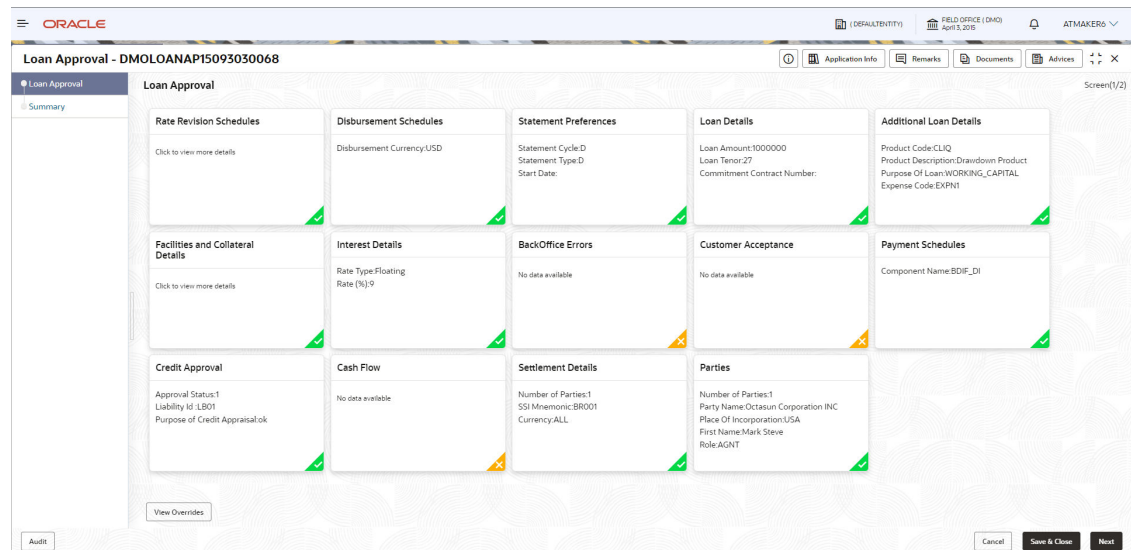 ORACLE
( DEFAULTENTITY)
FIELD OFFICE ( DMO)
April 3, 2015
ATMAKER6
Loan Approval - DMOLOANAP15093030068
Application Info
Remarks
Documents
Advices
Loan Approval
Summary
Loan Approval
Screen(1/2)
Rate Revision Schedules
Click to view more details
Disbursement Schedules
Disbursement Currency:USD
Statement Preferences
Statement Cycle:D
Statement Type:D
Start Date:
Loan Details
Loan Amount:1000000
Loan Tenor:27
Commitment Contract Number:
Additional Loan Details
Product Code:CLIQ
Product Description:Drawdown Product
Purpose Of Loan:WORKING_CAPITAL
Expense Code:EXPN1
Facilities and Collateral
Details
Click to view more details
Interest Details
Rate Type:Floating
Rate (%):9
BackOffice Errors
No data available
Customer Acceptance
No data available
Payment Schedules
Component Name:BDIF_DI
Credit Approval
Approval Status:1
Liability Id :LB01
Purpose of Credit Appraisal:ok
Cash Flow
No data available
Settlement Details
Number of Parties:1
SSI Mnemonic:BR001
Currency:ALL
Parties
Number of Parties:1
Party Name:Octasun Corporation INC
Place Of Incorporation:USA
First Name:Mark Steve
Role:AGNT
View Overrides
Audit
Cancel
Save & Close
Next